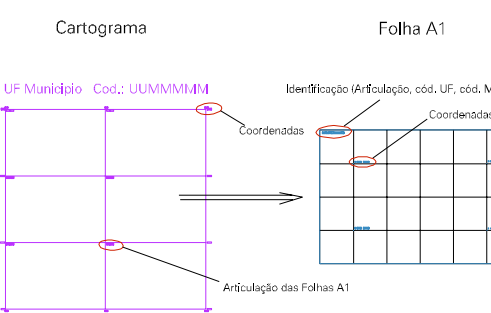 Cartograma
Folha A1
UF Municipio Cod.: UUMMMMM
Identificação (Articulação, cód. UF, cód. M
Coordenadas
Coordenadas
Articulação das Folhas A1